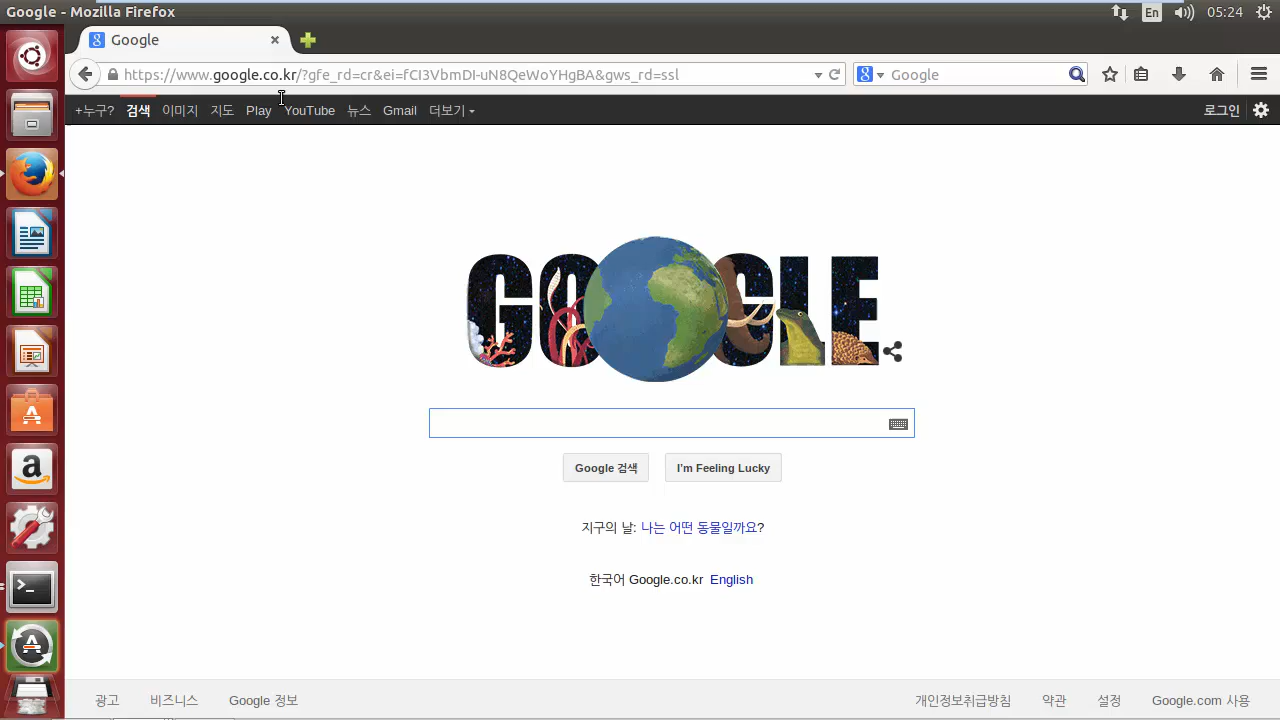 Google - Mozilla Firefox
En
05:24
Google
https://www.google.co.kr/?gfe_rd=cr&ei=fCI3VbmDI-uN8QeWoYHgBA&gws_rd=ssl
Google
+누구? 검색 이미지 지도 Play YouTube 뉴스 Gmail 더보기
로그인
GOOGLE
Google 검색
I'm Feeling Lucky
지구의 날: 나는 어떤 동물일까요?
한국어 Google.co.kr English
광고 비즈니스 Google 정보
개인정보취급방침 약관 설정 Google.com 사용